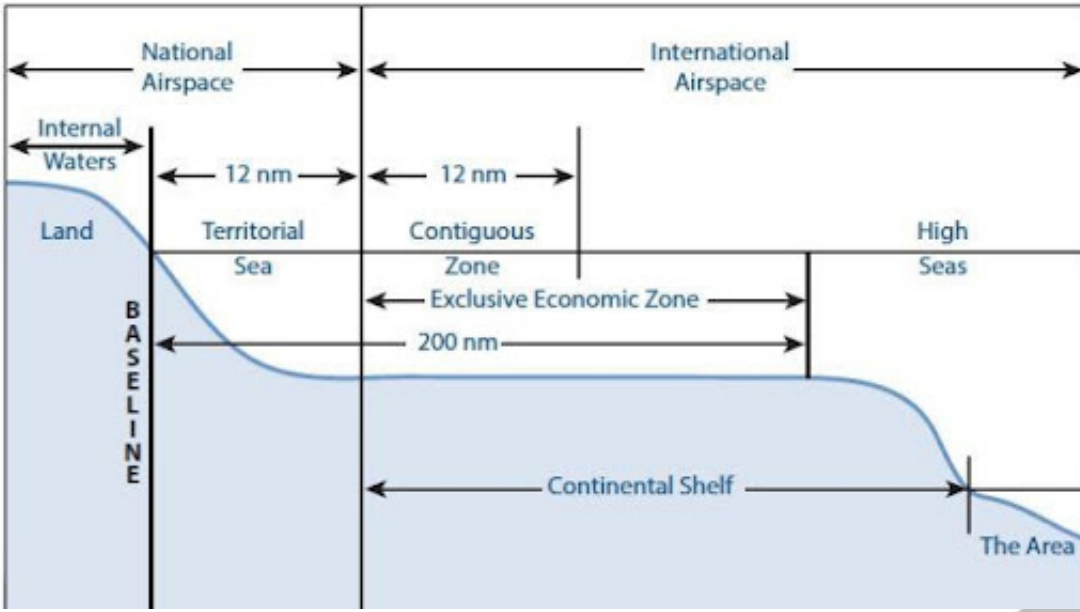 National
Airspace
International
Airspace
Internal
Waters
12 nm
12 nm
Land
Territorial
Sea
Contiguous
Zone
High
Seas
Exclusive Economic Zone
200 nm
BASELINE
Continental Shelf
The Area